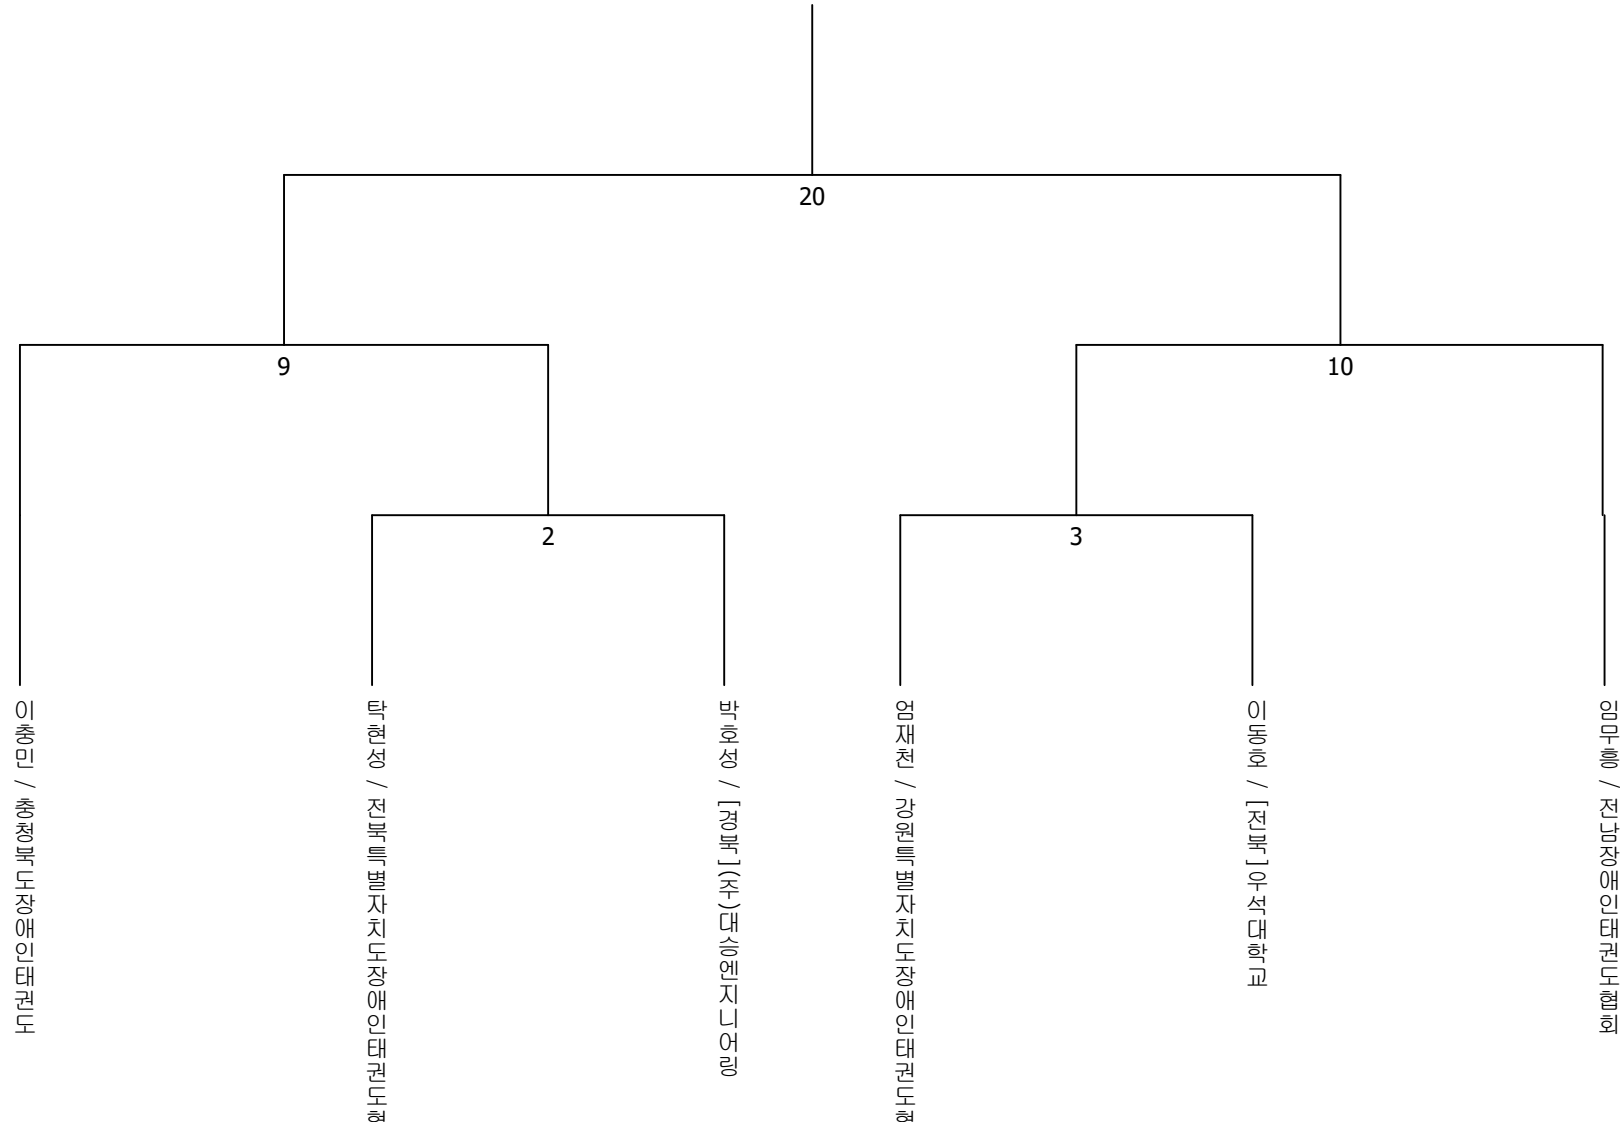 20
9
10
2
3
이충민 / 충청북도장애인태권도
탁현성 / 전북특별자치도장애인태권도협
박호성 / [경북](주)대승엔지니어링
엄재천 / 강원특별자치도장애인태권도협
이동호 / [전북]우석대학교
임무흥 / 전남장애인태권도협회